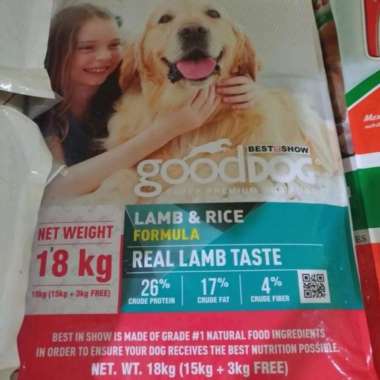 BEST IN SHOW
gooDDOG
LAMB & RICE
FORMULA
REAL LAMB TASTE
NET WEIGHT
18 kg
18kg (15kg + 3kg FREE)
26% 17% 4%
CRUDE PROTEIN CRUDE FAT CRUDE FIBER
BEST IN SHOW IS MADE OF GRADE #1 NATURAL FOOD INGREDIENTS
IN ORDER TO ENSURE YOUR DOG RECEIVES THE BEST NUTRITION POSSIBLE.
NET WT. 18kg (15kg + 3kg FREE)